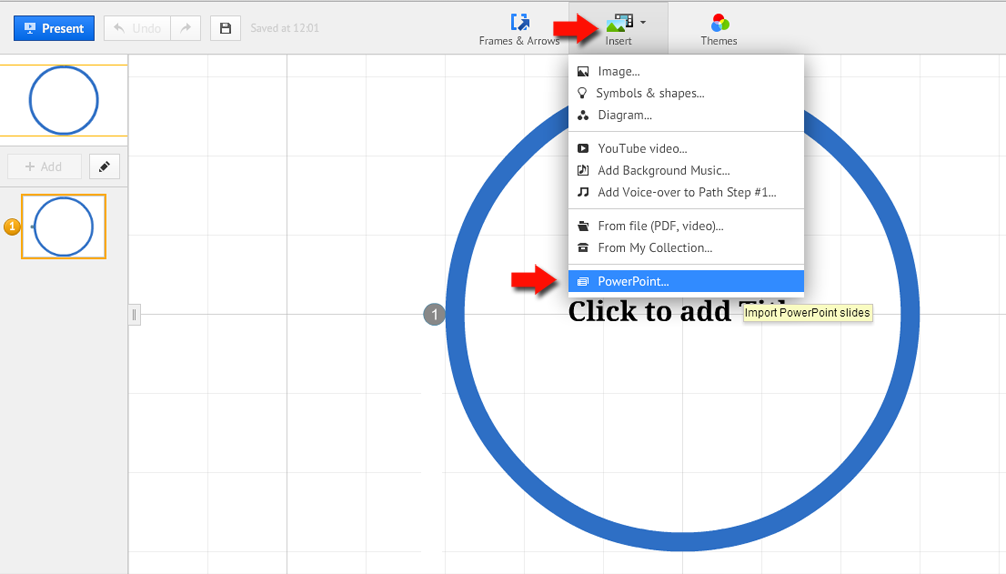 Present
Undo
Saved at 12:01
Frames & Arrows
Insert
Themes
Image...
Symbols & shapes...
Diagram...
YouTube video...
Add Background Music...
Add Voice-over to Path Step #1...
From file (PDF, video)...
From My Collection...
PowerPoint...
Import PowerPoint slides
Add
1
1
Click to add